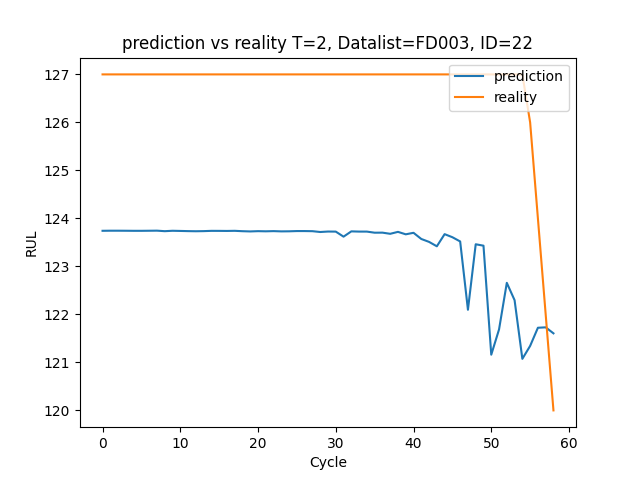 prediction vs reality T=2, Datalist=FD003, ID=22
prediction
reality
RUL
127
126
125
124
123
122
121
120
0 10 20 30 40 50 60
Cycle